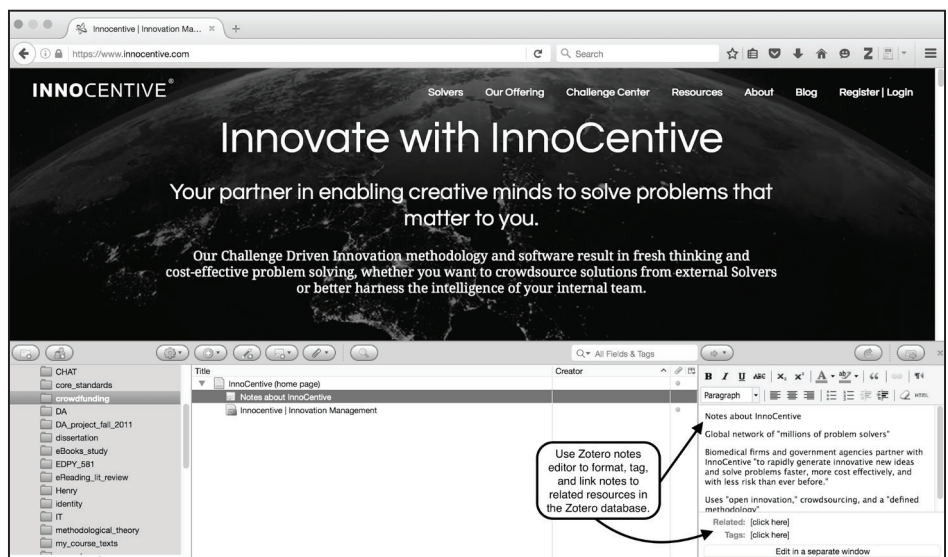 Innocentive | Innovation Ma...
https://www.innocentive.com
Search
INNOCENTIVE®
Solvers Our Offering Challenge Center Resources About Blog Register | Login
Innovate with InnoCentive
Your partner in enabling creative minds to solve problems that
matter to you.
Our Challenge Driven Innovation methodology and software result in fresh thinking and
cost-effective problem solving, whether you want to crowdsource solutions from external Solvers
or better harness the intelligence of your internal team.
All Fields & Tags
CHAT
core_standards
crowdfunding
DA
DA_project_fall_2011
dissertation
eBooks_study
EDPY_581
eReading_lit_review
Henry
identity
IT
methodological_theory
my_course_texts
Title Creator
InnoCentive (home page)
Notes about InnoCentive
Innocentive | Innovation Management
Use Zotero notes
editor to format, tag,
and link notes to
related resources in
the Zotero database.
B I U ABC X₂ X² A ab
Paragraph HTML
Notes about InnoCentive
Global network of "millions of problem solvers"
Biomedical firms and government agencies partner with
InnoCentive "to rapidly generate innovative new ideas
and solve problems faster, more cost effectively, and
with less risk than ever before."
Uses "open innovation," crowdsourcing, and a "defined
methodology"
Related: [click here]
Tags: [click here]
Edit in a separate window